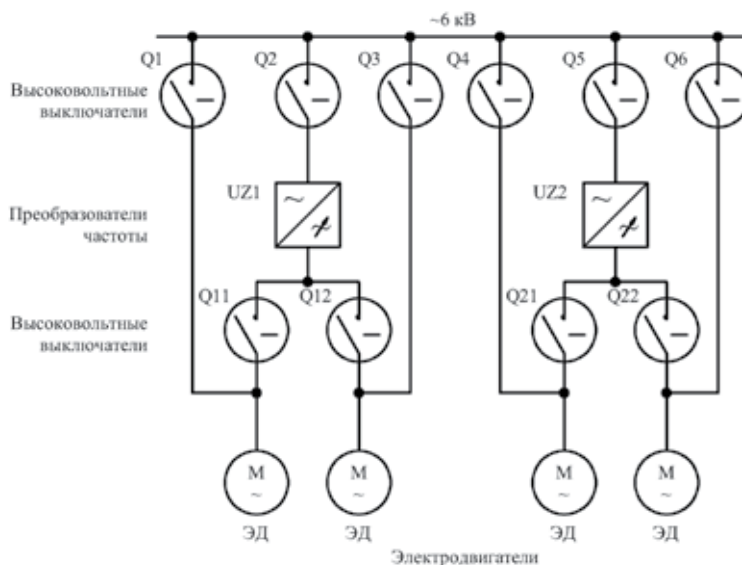 ~6 кВ
Q1
Q2
Q3
Q4
Q5
Q6
Высоковольтные
выключатели
UZ1
UZ2
~
~
~
~
Преобразователи
частоты
Q11
Q12
Q21
Q22
Высоковольтные
выключатели
М
~
М
~
М
~
М
~
ЭД
ЭД
ЭД
ЭД
Электродвигатели